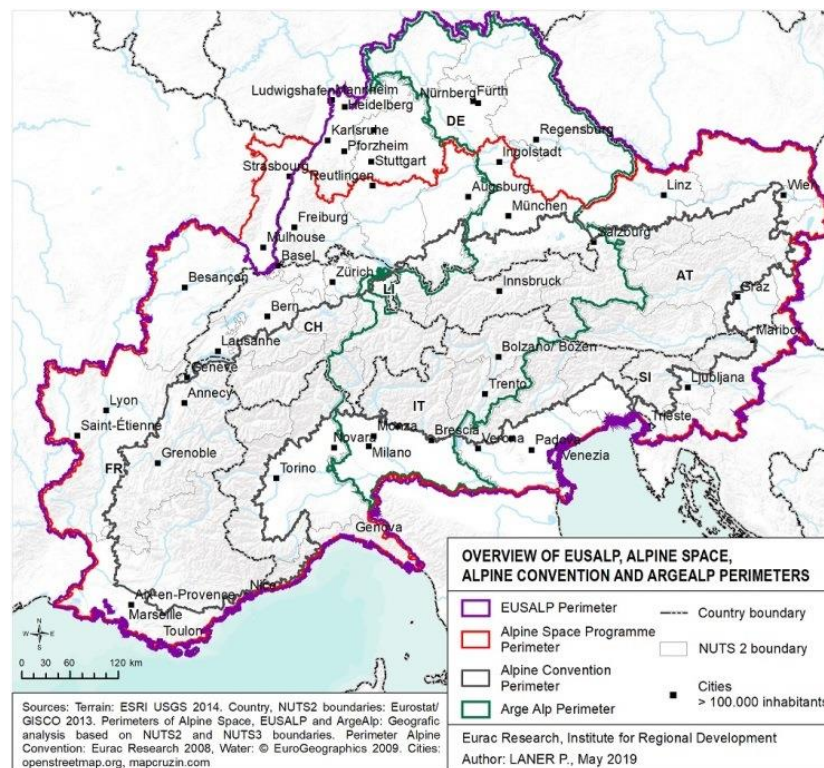 Ludwigshafen Mannheim
Heidelberg
Nürnberg Fürth
DE
Karlsruhe
Pforzheim
Regensburg
Stuttgart
Ingolstadt
Strasbourg
Reutlingen
Augsburg
Linz
Wien
München
Freiburg
Mulhouse
Salzburg
Basel
Zürich
Besançon
LI
Innsbruck
AT
Graz
Bern
CH
Maribor
Lausanne
Bolzano/ Bozen
Genève
SI
Ljubljana
Annecy
Trento
IT
Lyon
Trieste
Monza
Brescia
Saint-Étienne
Novara
Verona
Padova
Milano
Venezia
FR
Grenoble
Torino
Genova
Aix-en-Provence
Nice
Marseille
Toulon
N
W E
S
0 30 60 120 km
OVERVIEW OF EUSALP, ALPINE SPACE,
ALPINE CONVENTION AND ARGEALP PERIMETERS
EUSALP Perimeter
Alpine Space Programme
Perimeter
Alpine Convention
Perimeter
Arge Alp Perimeter
Country boundary
NUTS 2 boundary
Cities
> 100.000 inhabitants
Sources: Terrain: ESRI USGS 2014. Country, NUTS2 boundaries: Eurostat/
GISCO 2013. Perimeters of Alpine Space, EUSALP and ArgeAlp: Geografic
analysis based on NUTS2 and NUTS3 boundaries. Perimeter Alpine
Convention: Eurac Research 2008, Water: © EuroGeographics 2009. Cities:
openstreetmap.org, mapcruzin.com
Eurac Research, Institute for Regional Development
Author: LANER P., May 2019